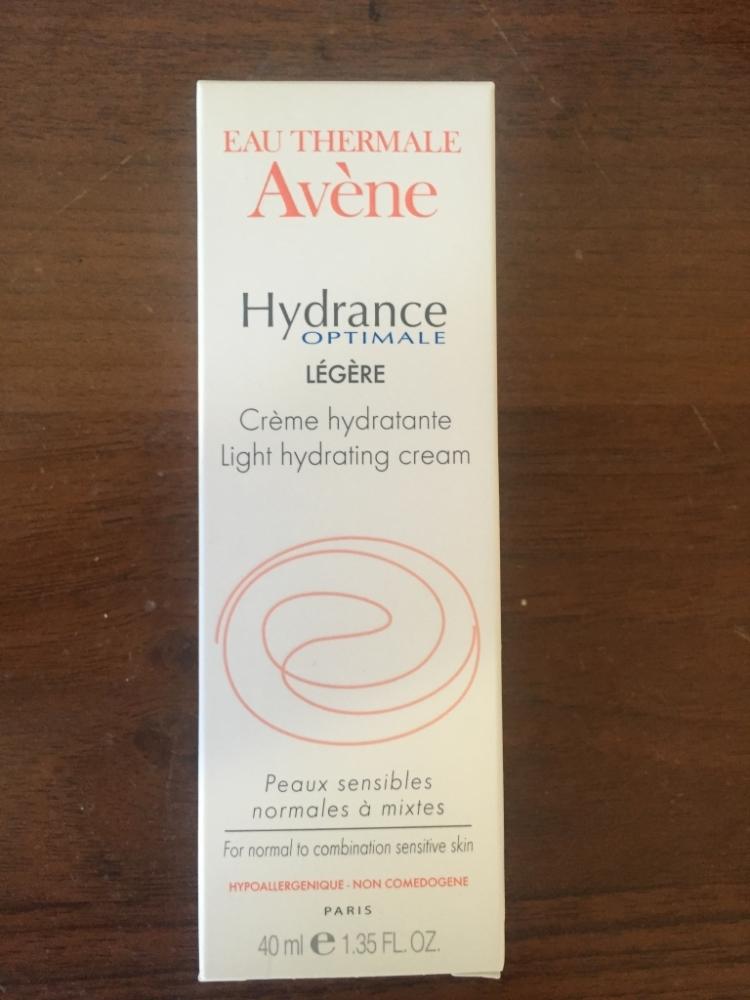 EAU THERMALE
Avène
Hydrance
OPTIMALE
LÉGÈRE
Crème hydratante
Light hydrating cream
Peaux sensibles
normales à mixtes
For normal to combination sensitive skin
HYPOALLERGENIQUE - NON COMEDOGENE
PARIS
40 ml e 1.35 FL. OZ.